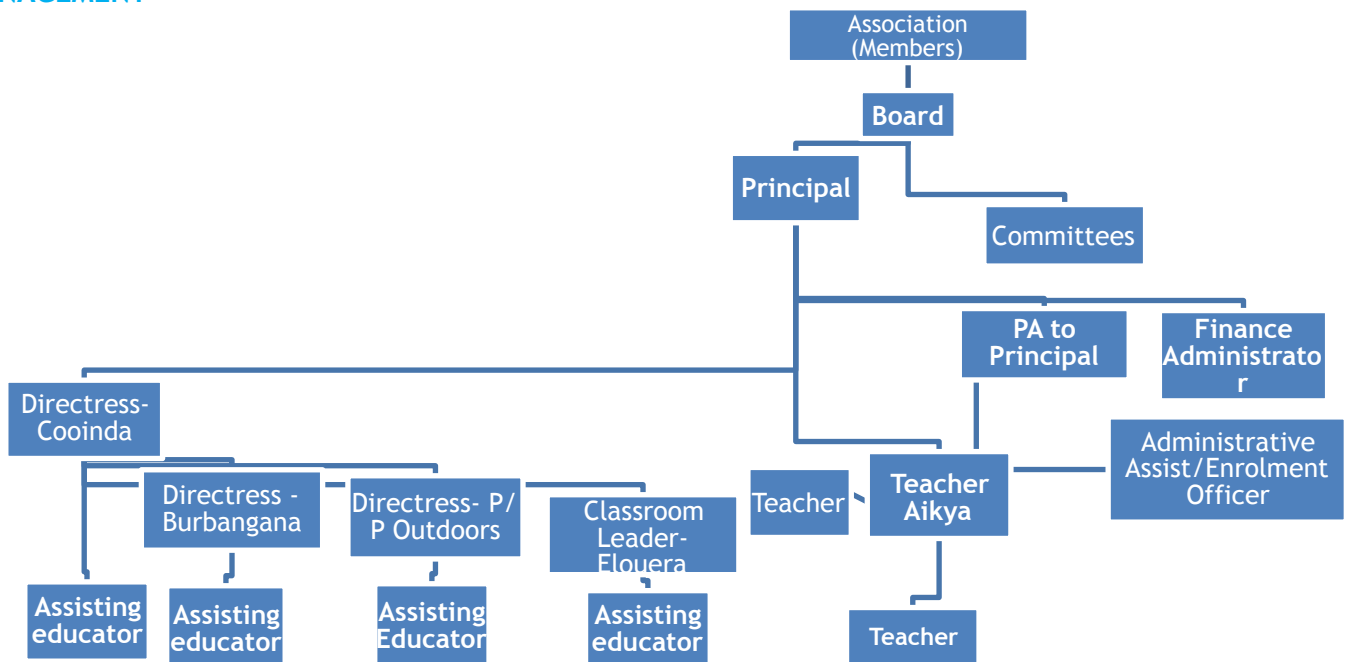 Association
(Members)
Board
Principal
Committees
PA to
Principal
Finance
Administrato
r
Directress-
Cooinda
Administrative
Assist/Enrolment
Officer
Directress -
Burbangana
Directress- P/
P Outdoors
Classroom
Leader-
Elouera
Teacher
Teacher
Aikya
Assisting
educator
Assisting
educator
Assisting
Educator
Assisting
educator
Teacher